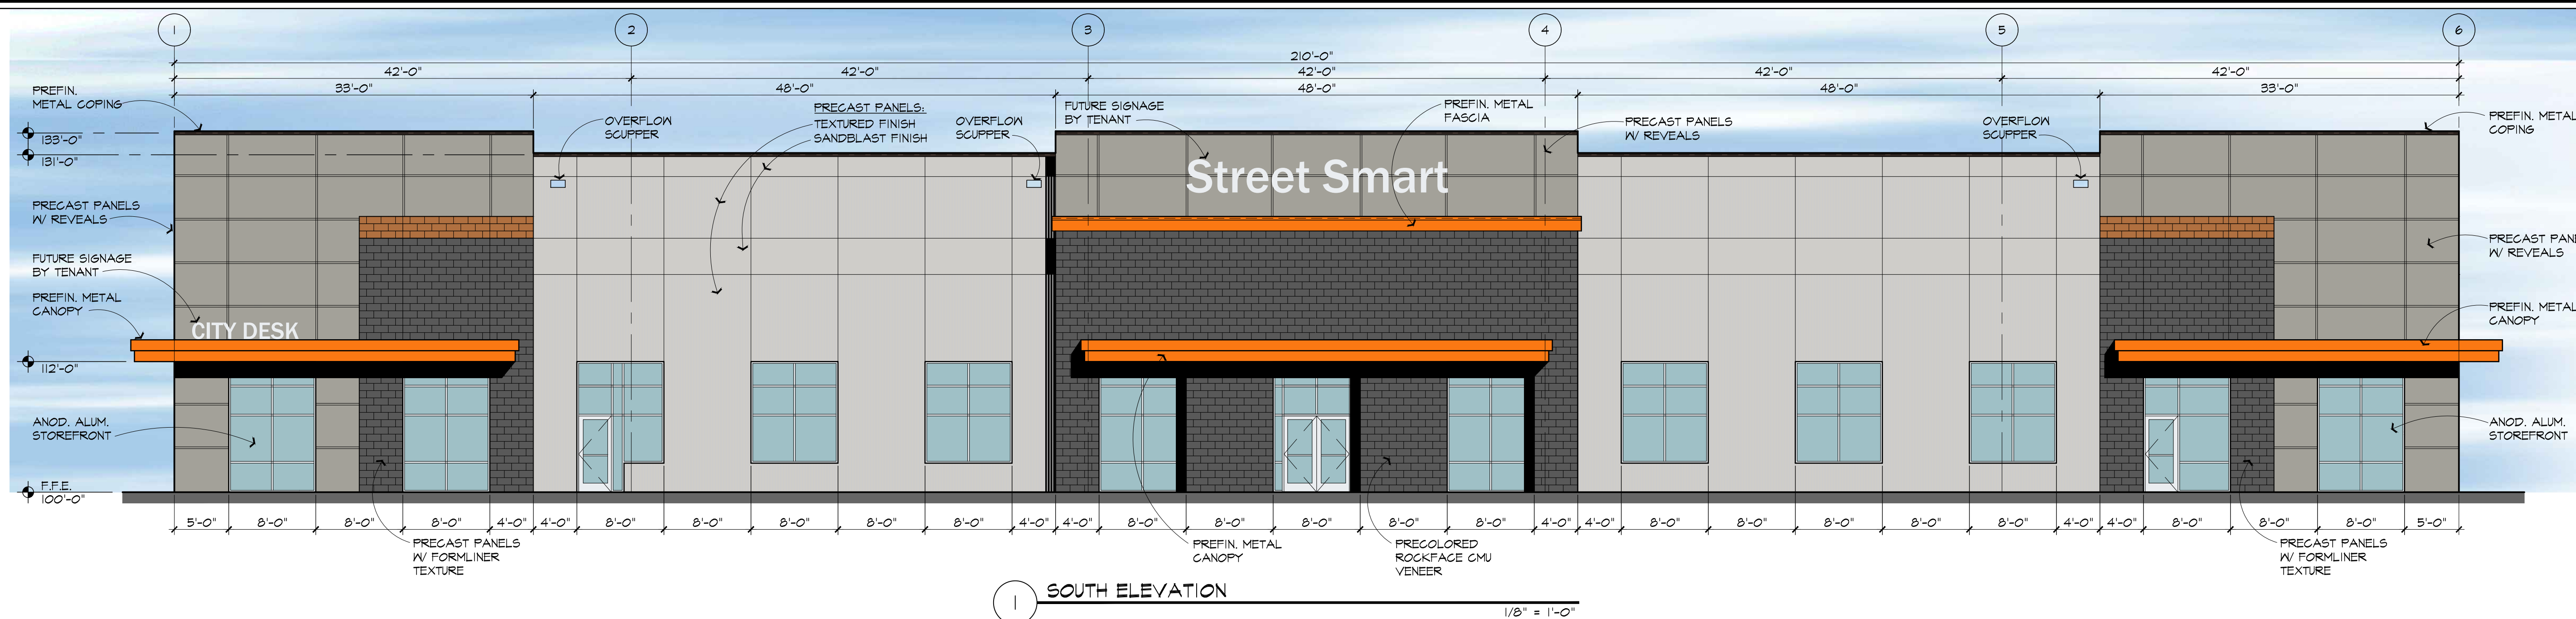 1 2 3 4 5 6
210'-0"
42'-0" 42'-0" 42'-0" 42'-0" 42'-0"
33'-0" 48'-0" 48'-0" 48'-0" 33'-0"
PREFIN.
METAL COPING
133'-0"
131'-0"
PRECAST PANELS
W/ REVEALS
FUTURE SIGNAGE
BY TENANT
PREFIN. METAL
CANOPY
112'-0"
ANOD. ALUM.
STOREFRONT
F.F.E.
100'-0"
CITY DESK
OVERFLOW
SCUPPER
PRECAST PANELS:
TEXTURED FINISH
SANDBLAST FINISH
OVERFLOW
SCUPPER
FUTURE SIGNAGE
BY TENANT
Street Smart
PREFIN. METAL
FASCIA
PRECAST PANELS
W/ REVEALS
OVERFLOW
SCUPPER
PREFIN. METAL
COPING
PRECAST PANE
W/ REVEALS
PREFIN. METAL
CANOPY
ANOD. ALUM.
STOREFRONT
5'-0" 8'-0" 8'-0" 8'-0" 4'-0" 4'-0" 8'-0" 8'-0" 8'-0" 8'-0" 8'-0" 4'-0" 4'-0" 8'-0" 8'-0" 8'-0" 8'-0" 8'-0" 4'-0" 4'-0" 8'-0" 8'-0" 8'-0" 8'-0" 8'-0" 4'-0" 4'-0" 8'-0" 8'-0" 8'-0" 5'-0"
PRECAST PANELS
W/ FORMLINER
TEXTURE
PREFIN. METAL
CANOPY
PRECOLORED
ROCKFACE CMU
VENEER
PRECAST PANELS
W/ FORMLINER
TEXTURE
1 SOUTH ELEVATION
1/8" = 1'-0"